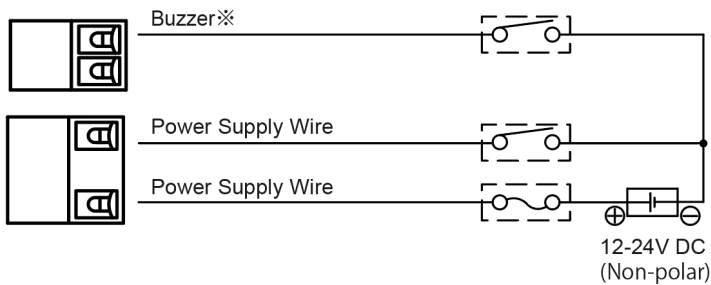 Buzzer※
Power Supply Wire
Power Supply Wire
⊕ ⊖
12-24V DC
(Non-polar)